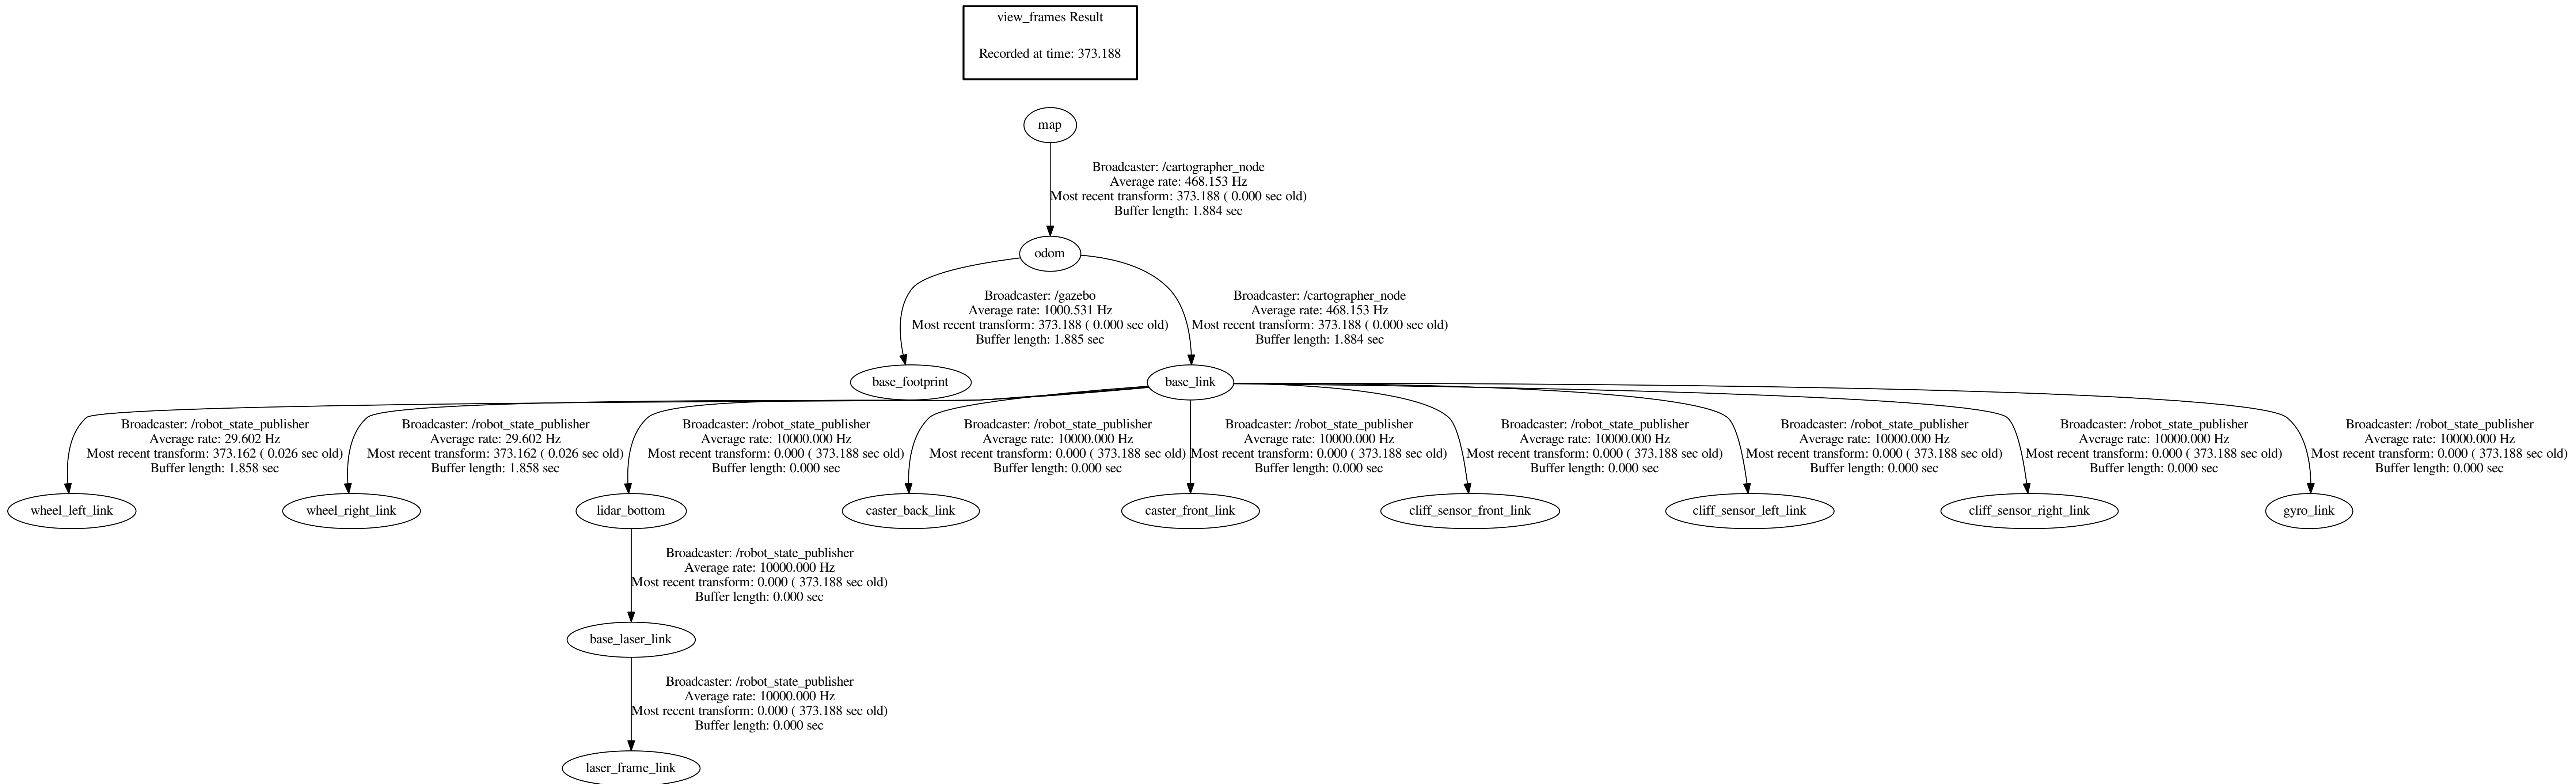 view_frames Result
Recorded at time: 373.188
map
Broadcaster: /cartographer_node
Average rate: 468.153 Hz
Most recent transform: 373.188 ( 0.000 sec old)
Buffer length: 1.884 sec
odom
Broadcaster: /gazebo
Average rate: 1000.531 Hz
Most recent transform: 373.188 ( 0.000 sec old)
Buffer length: 1.885 sec
Broadcaster: /cartographer_node
Average rate: 468.153 Hz
Most recent transform: 373.188 ( 0.000 sec old)
Buffer length: 1.884 sec
base_footprint
base_link
Broadcaster: /robot_state_publisher
Average rate: 29.602 Hz
Most recent transform: 373.162 ( 0.026 sec old)
Buffer length: 1.858 sec
Broadcaster: /robot_state_publisher
Average rate: 29.602 Hz
Most recent transform: 373.162 ( 0.026 sec old)
Buffer length: 1.858 sec
Broadcaster: /robot_state_publisher
Average rate: 10000.000 Hz
Most recent transform: 0.000 ( 373.188 sec old)
Buffer length: 0.000 sec
Broadcaster: /robot_state_publisher
Average rate: 10000.000 Hz
Most recent transform: 0.000 ( 373.188 sec old)
Buffer length: 0.000 sec
Broadcaster: /robot_state_publisher
Average rate: 10000.000 Hz
Most recent transform: 0.000 ( 373.188 sec old)
Buffer length: 0.000 sec
Broadcaster: /robot_state_publisher
Average rate: 10000.000 Hz
Most recent transform: 0.000 ( 373.188 sec old)
Buffer length: 0.000 sec
Broadcaster: /robot_state_publisher
Average rate: 10000.000 Hz
Most recent transform: 0.000 ( 373.188 sec old)
Buffer length: 0.000 sec
Broadcaster: /robot_state_publisher
Average rate: 10000.000 Hz
Most recent transform: 0.000 ( 373.188 sec old)
Buffer length: 0.000 sec
Broadcaster: /robot_state_publisher
Average rate: 10000.000 Hz
Most recent transform: 0.000 ( 373.188 sec old)
Buffer length: 0.000 sec
wheel_left_link
wheel_right_link
lidar_bottom
caster_back_link
caster_front_link
cliff_sensor_front_link
cliff_sensor_left_link
cliff_sensor_right_link
gyro_link
Broadcaster: /robot_state_publisher
Average rate: 10000.000 Hz
Most recent transform: 0.000 ( 373.188 sec old)
Buffer length: 0.000 sec
base_laser_link
Broadcaster: /robot_state_publisher
Average rate: 10000.000 Hz
Most recent transform: 0.000 ( 373.188 sec old)
Buffer length: 0.000 sec
laser_frame_link